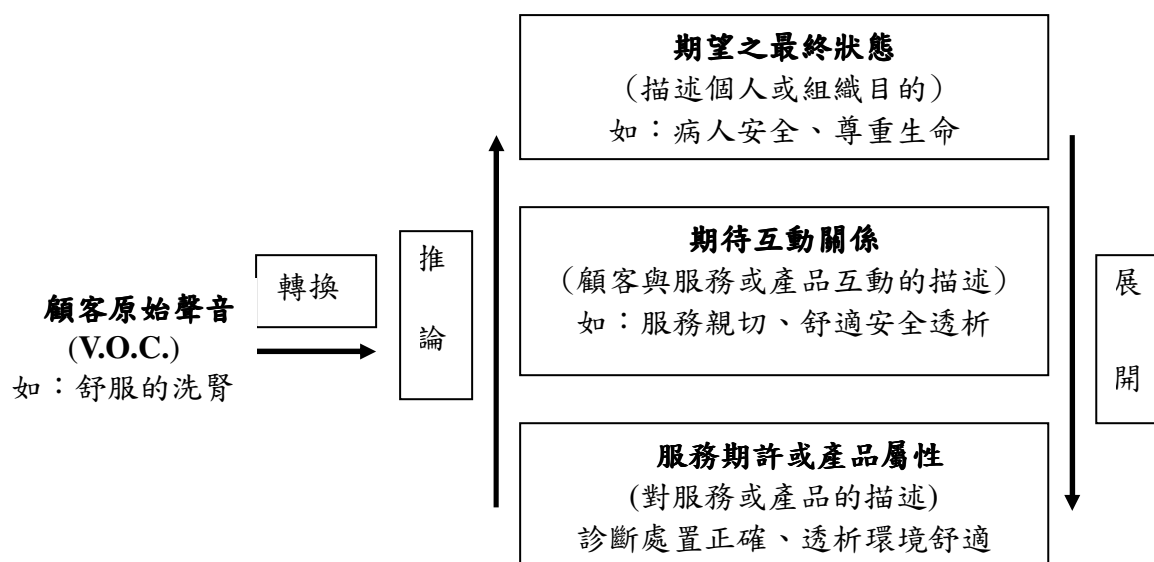 期望之最終狀態
（描述個人或組織目的）
如：病人安全、尊重生命
期待互動關係
（顧客與服務或產品互動的描述）
如：服務親切、舒適安全透析
服務期許或產品屬性
(對服務或產品的描述)
診斷處置正確、透析環境舒適
顧客原始聲音
(V.O.C.)
如：舒服的洗腎
轉換
推
論
展
開